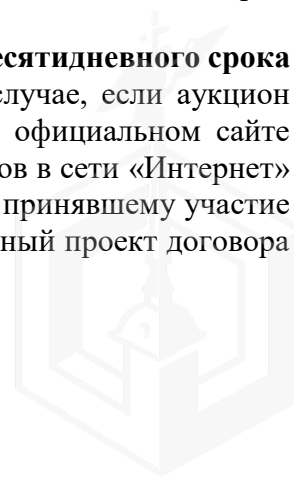 есятидневного срока
случае, если аукцион
официальном сайте
ов в сети «Интернет»
принявшему участие
ный проект договора